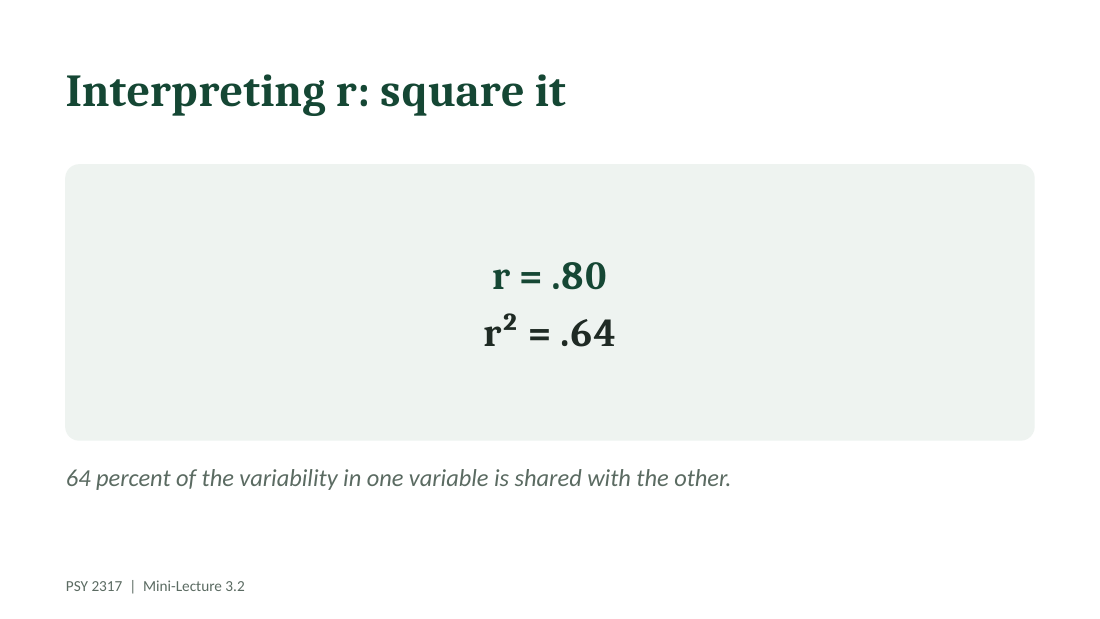 Interpreting r: square it
r = .80
r² = .64
64 percent of the variability in one variable is shared with the other.
PSY 2317 | Mini-Lecture 3.2